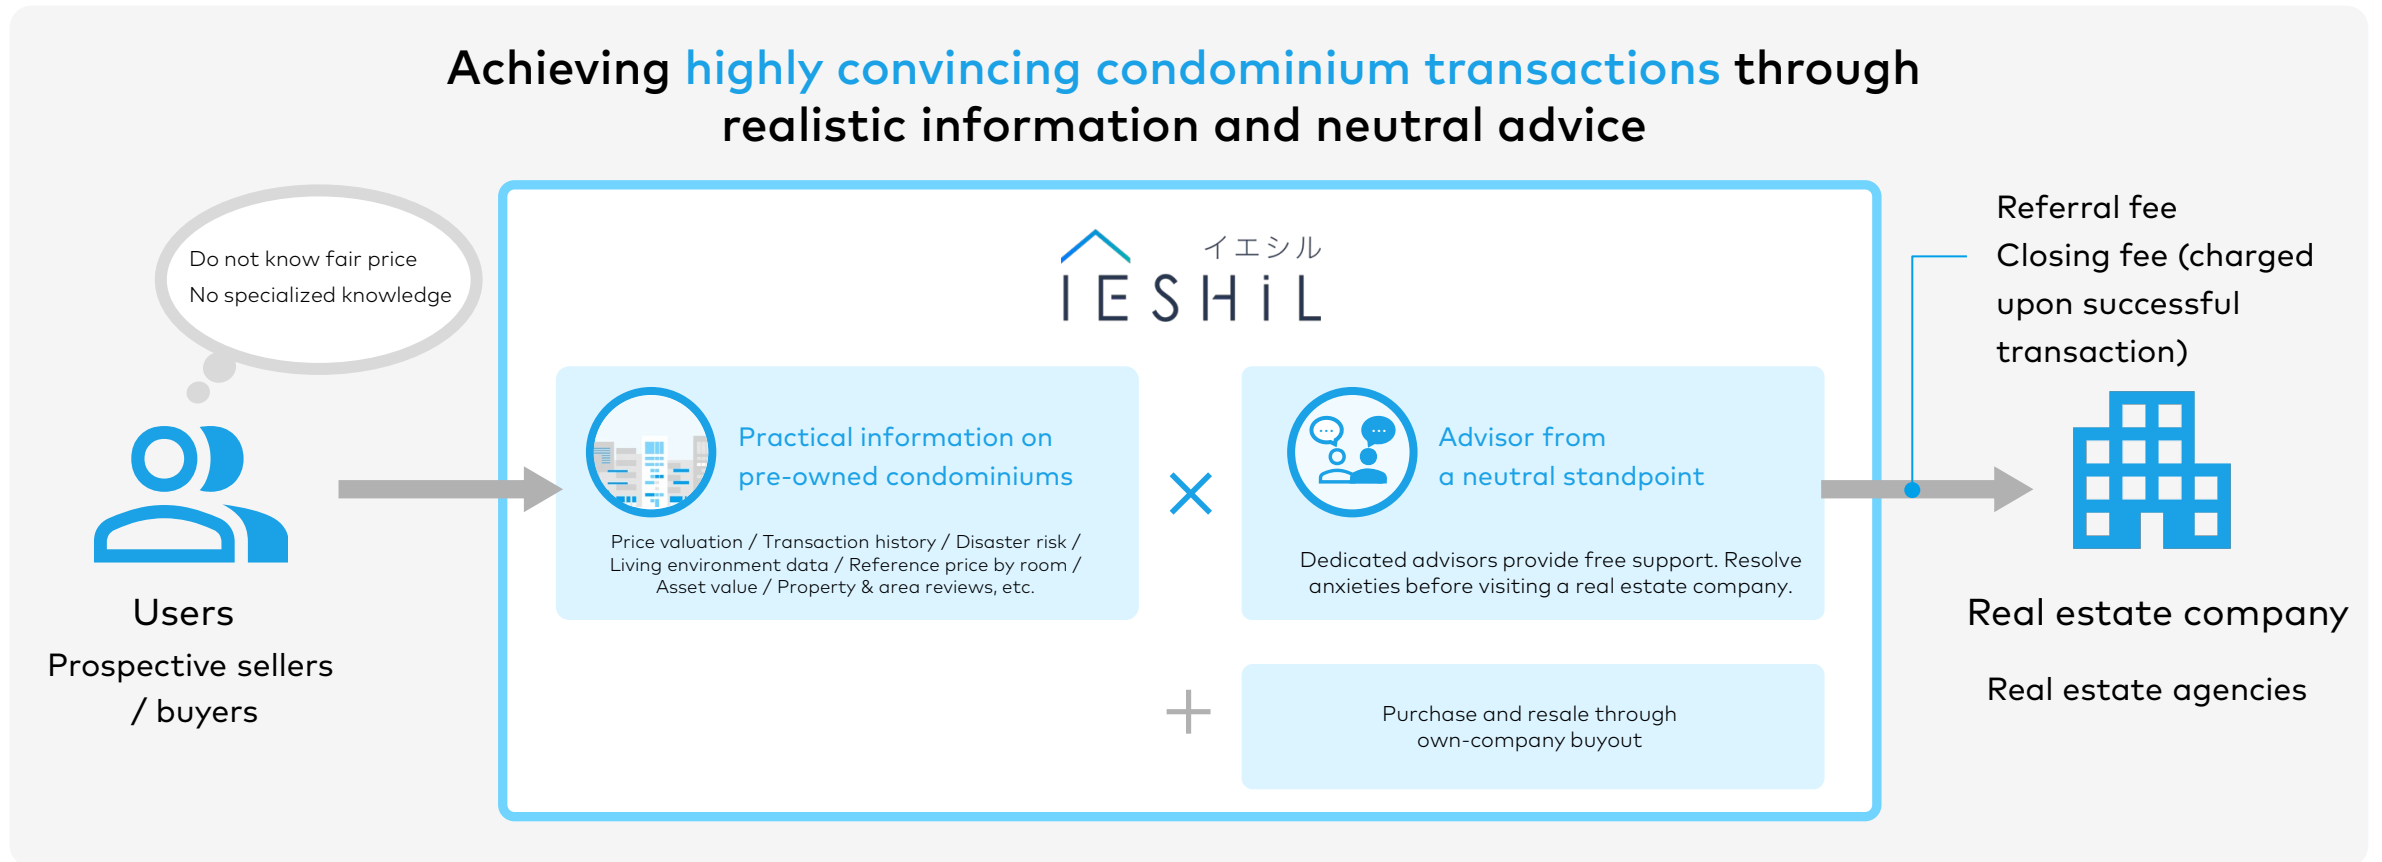 Achieving highly convincing condominium transactions through
realistic information and neutral advice
Do not know fair price
No specialized knowledge
Users
Prospective sellers
/ buyers
イエシル
IESHiL
Practical information on
pre-owned condominiums
Price valuation / Transaction history / Disaster risk /
Living environment data / Reference price by room /
Asset value / Property & area reviews, etc.
×
Advisor from
a neutral standpoint
Dedicated advisors provide free support. Resolve
anxieties before visiting a real estate company.
+
Purchase and resale through
own-company buyout
Referral fee
Closing fee (charged
upon successful
transaction)
Real estate company
Real estate agencies